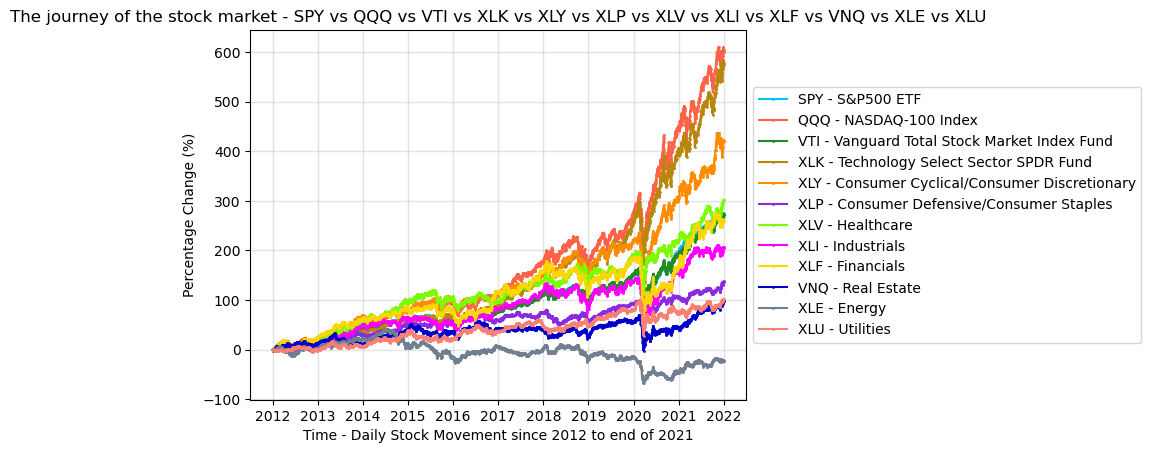 The journey of the stock market - SPY vs QQQ vs VTI vs XLK vs XLY vs XLP vs XLV vs XLI vs XLF vs VNQ vs XLE vs XLU
600
500
400
300
200
100
0
−100
Percentage Change (%)
2012 2013 2014 2015 2016 2017 2018 2019 2020 2021 2022
Time - Daily Stock Movement since 2012 to end of 2021
SPY - S&P500 ETF
QQQ - NASDAQ-100 Index
VTI - Vanguard Total Stock Market Index Fund
XLK - Technology Select Sector SPDR Fund
XLY - Consumer Cyclical/Consumer Discretionary
XLP - Consumer Defensive/Consumer Staples
XLV - Healthcare
XLI - Industrials
XLF - Financials
VNQ - Real Estate
XLE - Energy
XLU - Utilities